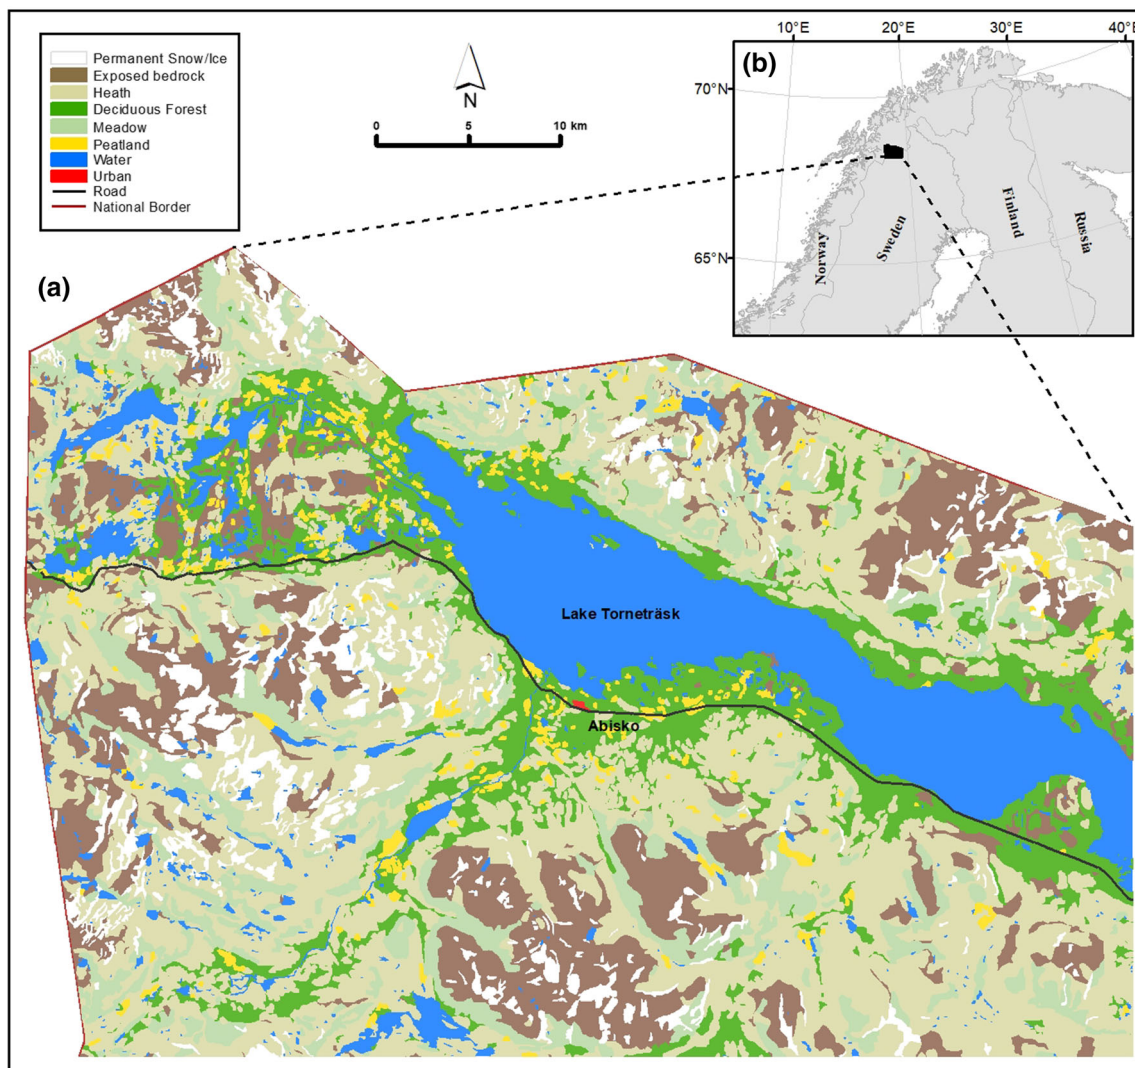 Permanent Snow/Ice
Exposed bedrock
Heath
Deciduous Forest
Meadow
Peatland
Water
Urban
Road
National Border
N
0 5 10 km
10°E 20°E 30°E 40°E
(b)
70°N
65°N
Norway
Sweden
Finland
Russia
(a)
Lake Torneträsk
Abisko